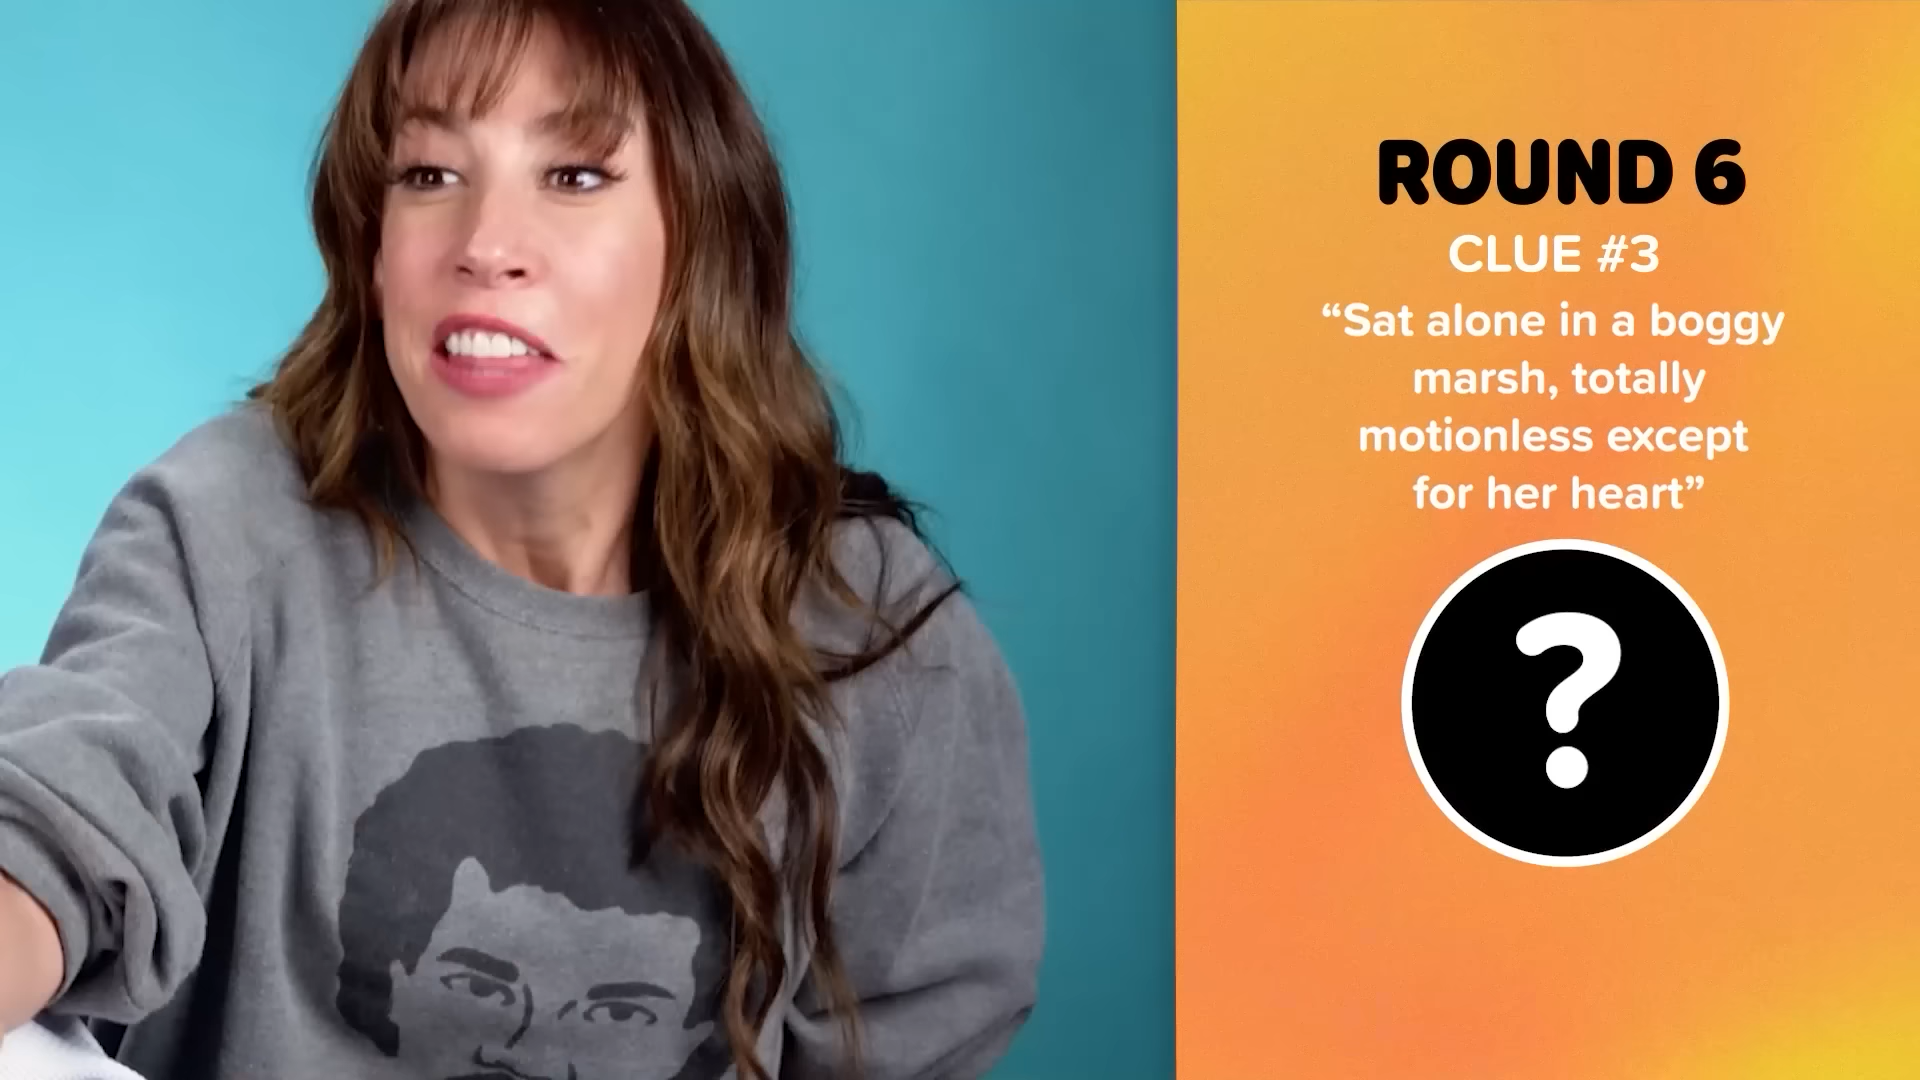 ROUND 6
CLUE #3
“Sat alone in a boggy
marsh, totally
motionless except
for her heart”
?